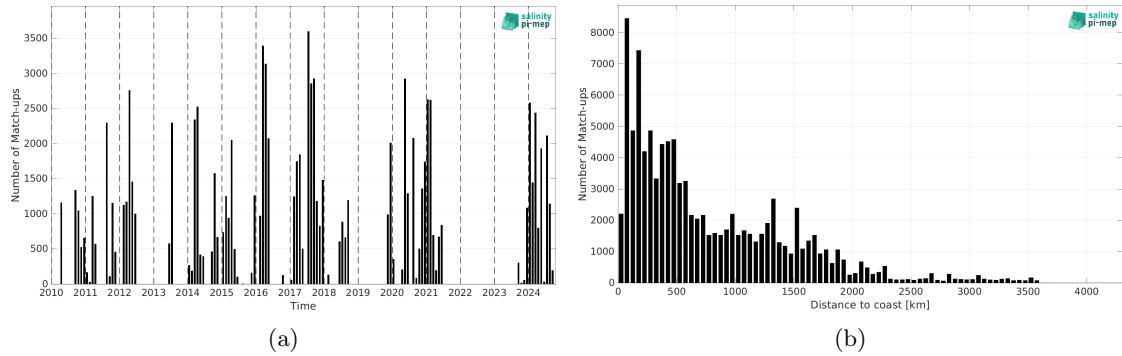 salinity
pi-mep
3500
3000
2500
2000
1500
1000
500
0
Number of Match-ups
2010 2011 2012 2013 2014 2015 2016 2017 2018 2019 2020 2021 2022 2023 2024
Time
(a)
salinity
pi-mep
8000
7000
6000
5000
4000
3000
2000
1000
0
Number of Match-ups
0 500 1000 1500 2000 2500 3000 3500 4000
Distance to coast [km]
(b)